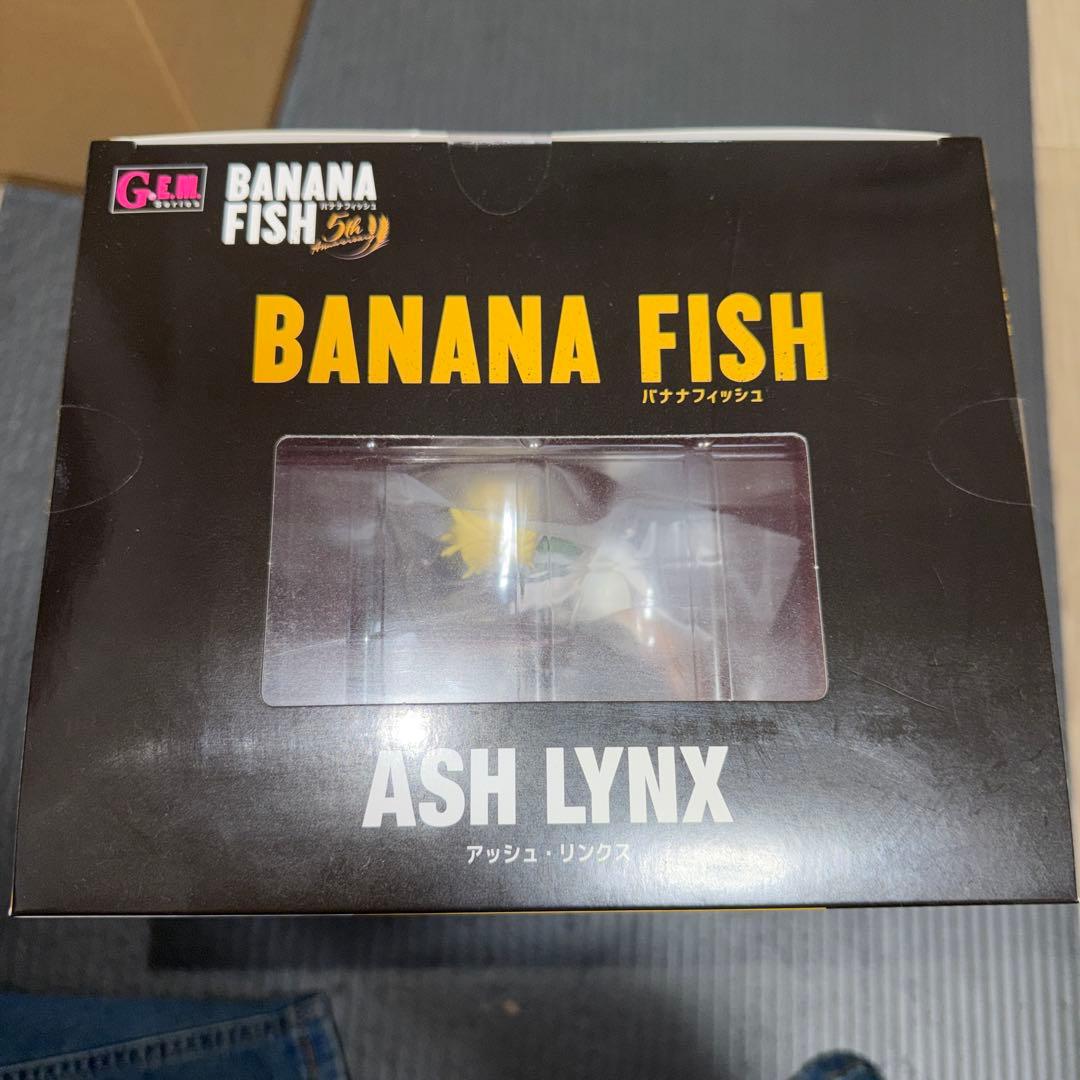 G.E.M.
Series
BANANA
バナナフィッシュ
FISH 5th
Anniversary
BANANA FISH
バナナフィッシュ
ASH LYNX
アッシュ・リンクス